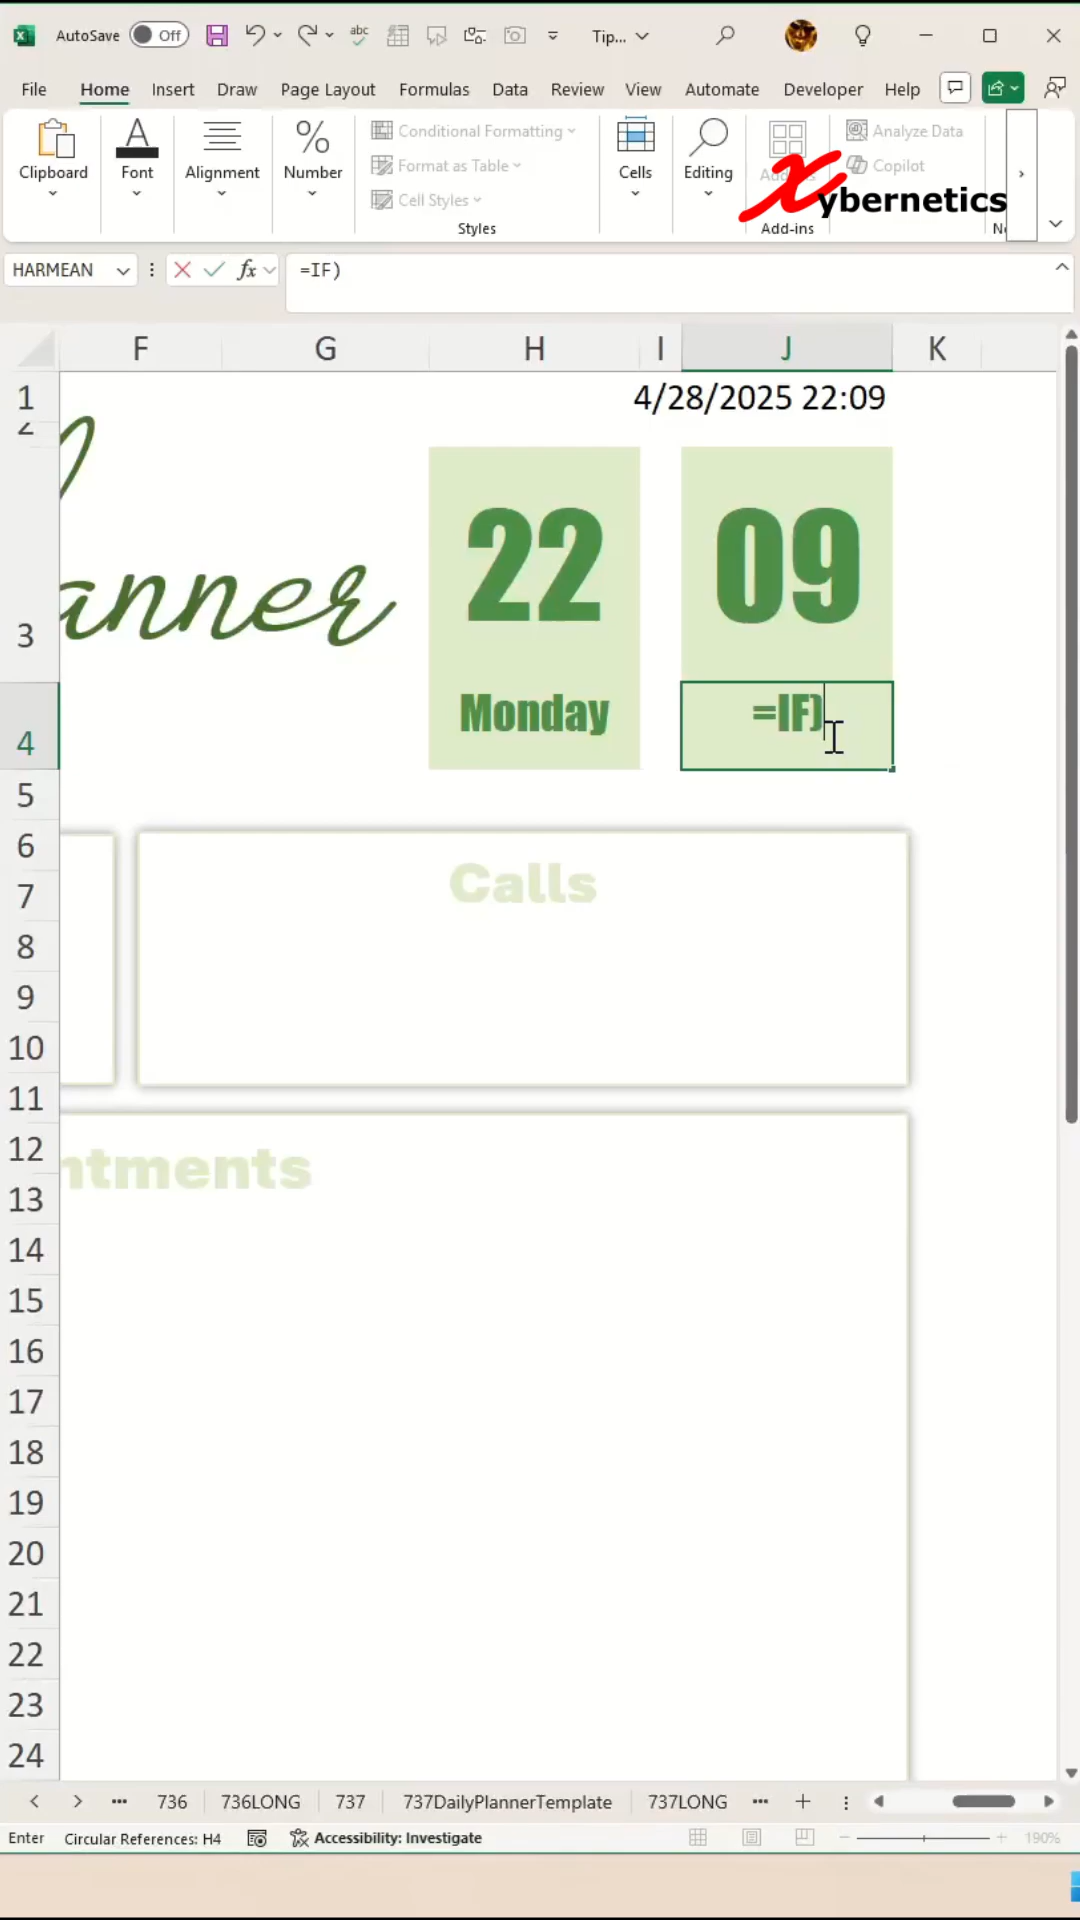 AutoSave Off abc Tip...
File Home Insert Draw Page Layout Formulas Data Review View Automate Developer Help
Clipboard Font Alignment Number Conditional Formatting Format as Table Cell Styles Styles Cells Editing Add-ins Analyze Data Copilot
Xybernetics
HARMEAN fx =IF)
F G H I J K
1 4/28/2025 22:09
2
3 anner 22 09
4 Monday =IF)
5
6
7 Calls
8
9
10
11
12 ntments
13
14
15
16
17
18
19
20
21
22
23
24
... 736 736LONG 737 737DailyPlannerTemplate 737LONG ...
Enter Circular References: H4 Accessibility: Investigate 190%